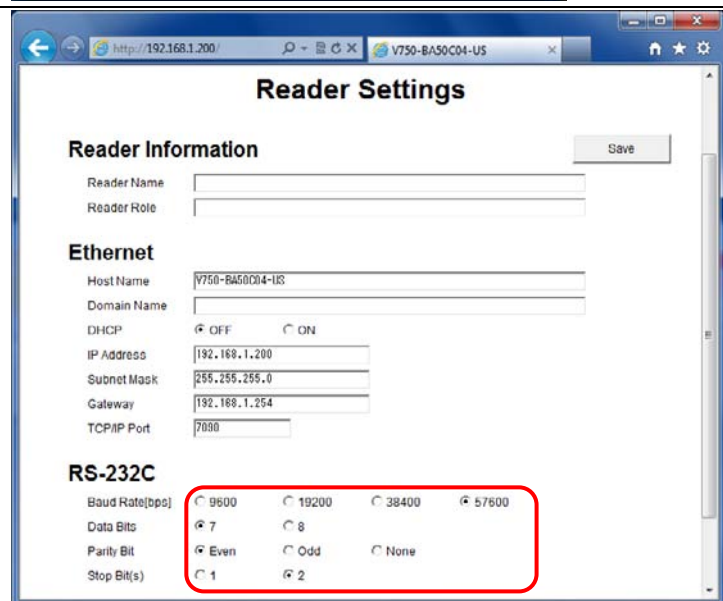 http://192.168.1.200/ V750-BA50C04-US
Reader Settings
Reader Information Save
Reader Name
Reader Role
Ethernet
Host Name V750-BA50C04-US
Domain Name
DHCP OFF ON
IP Address 192.168.1.200
Subnet Mask 255.255.255.0
Gateway 192.168.1.254
TCP/IP Port 7090
RS-232C
Baud Rate[bps] 9600 19200 38400 57600
Data Bits 7 8
Parity Bit Even Odd None
Stop Bit(s) 1 2